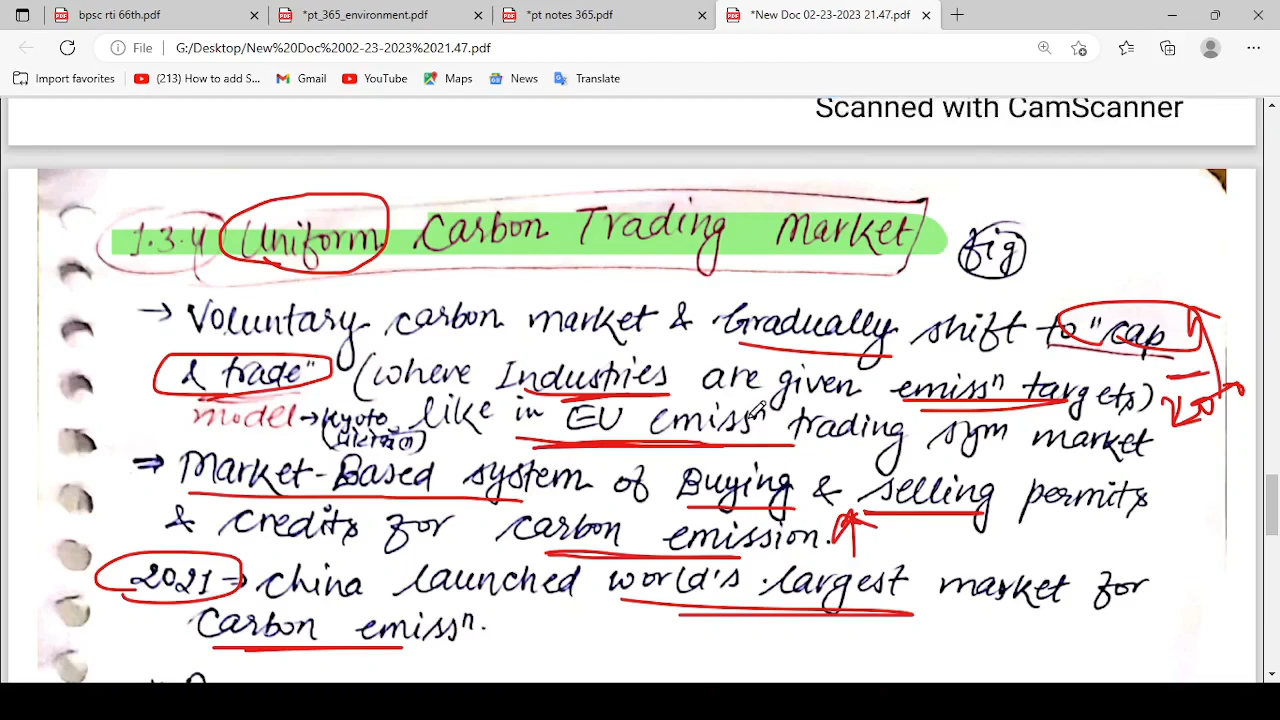 bpsc rti 66th.pdf
*pt_365_environment.pdf
*pt notes 365.pdf
*New Doc 02-23-2023 21.47.pdf
File
G:/Desktop/New%20Doc%2002-23-2023%2021.47.pdf
Import favorites
(213) How to add S...
Gmail
YouTube
Maps
News
Translate
Scanned with CamScanner
1.3.4 Uniform Carbon Trading Market
fig
→ Voluntary carbon market & Gradually shift to "cap
& trade" (where Industries are given emissⁿ targets)
model → Kyoto like in EU emissⁿ trading sym market
⇒ Market-Based system of Buying & selling permits
& credits for carbon emission.
2021 → China launched world's largest market for
Carbon emissⁿ.